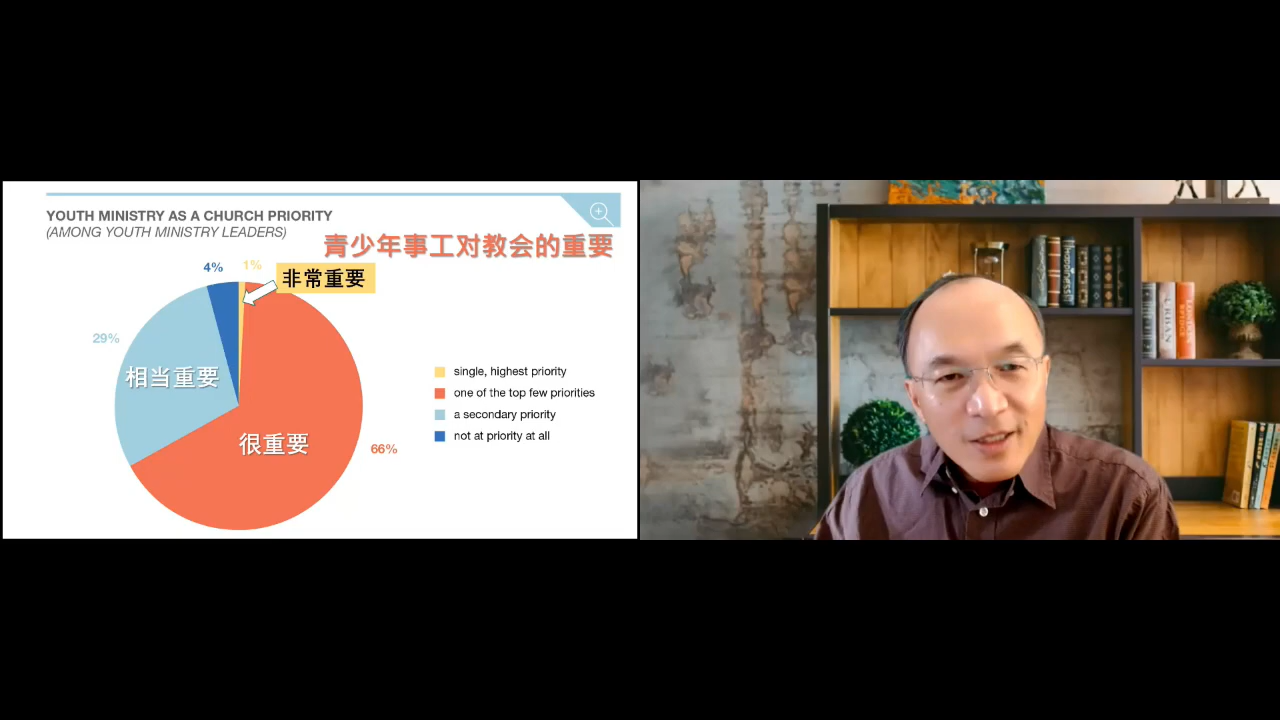 YOUTH MINISTRY AS A CHURCH PRIORITY
(AMONG YOUTH MINISTRY LEADERS)
青少年事工对教会的重要
4%
1%
非常重要
29%
相当重要
很重要
66%
single, highest priority
one of the top few priorities
a secondary priority
not at priority at all